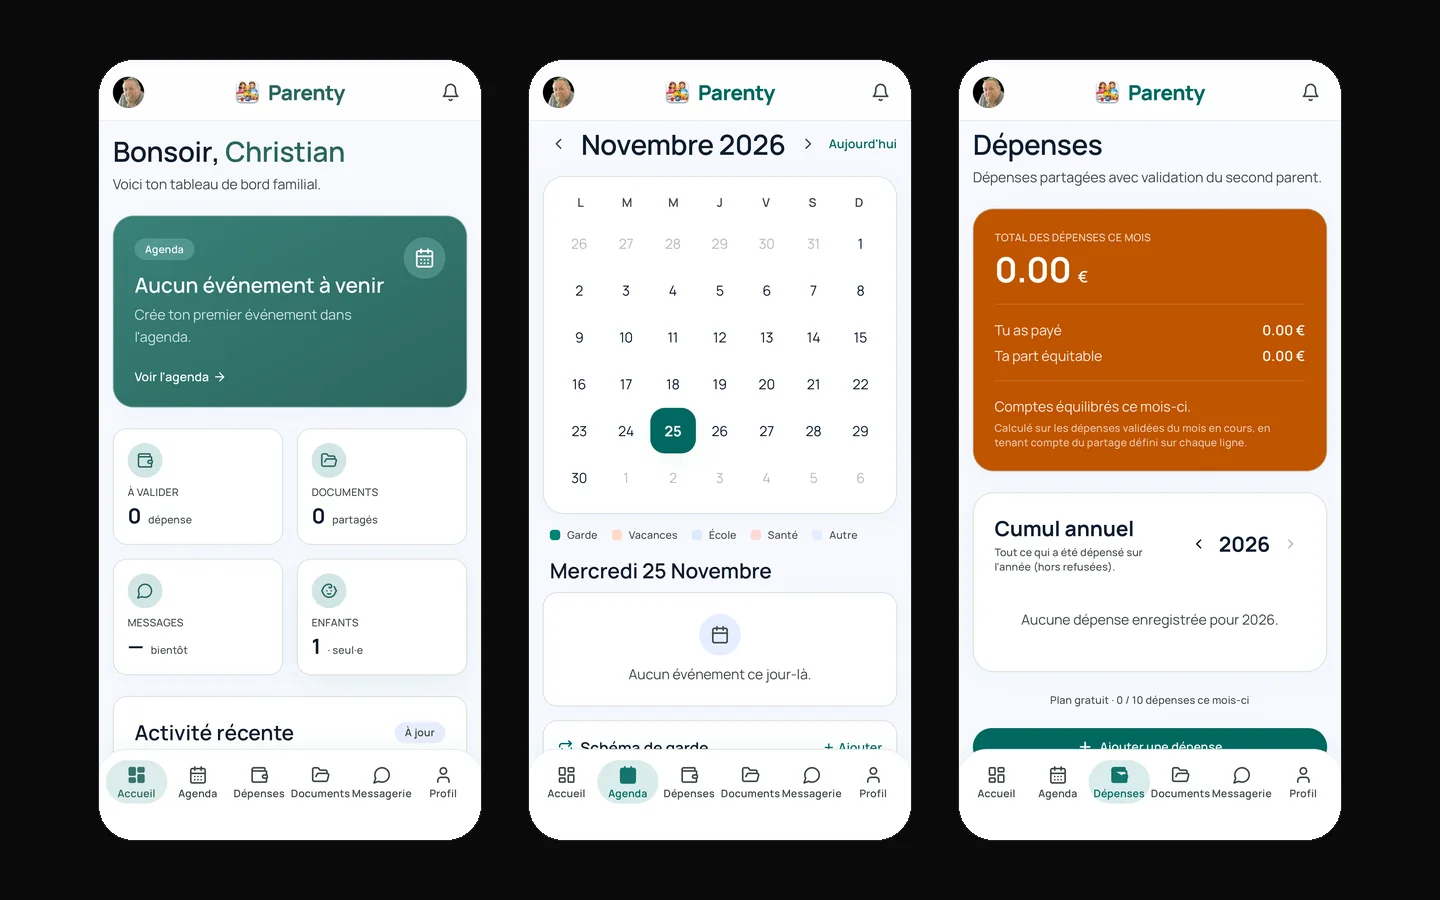 Parenty
Bonsoir, Christian
Voici ton tableau de bord familial.
Agenda
Aucun événement à venir
Crée ton premier événement dans
l'agenda.
Voir l'agenda →
À VALIDER
0 dépense
DOCUMENTS
0 partagés
MESSAGES
— bientôt
ENFANTS
1 · seul·e
Activité récente
À jour
Accueil Agenda Dépenses Documents Messagerie Profil
Parenty
Novembre 2026
Aujourd'hui
L M M J V S D
26 27 28 29 30 31 1
2 3 4 5 6 7 8
9 10 11 12 13 14 15
16 17 18 19 20 21 22
23 24 25 26 27 28 29
30 1 2 3 4 5 6
Garde Vacances École Santé Autre
Mercredi 25 Novembre
Aucun événement ce jour-là.
Schéma de garde
+ Ajouter
Accueil Agenda Dépenses Documents Messagerie Profil
Parenty
Dépenses
Dépenses partagées avec validation du second parent.
TOTAL DES DÉPENSES CE MOIS
0.00 €
Tu as payé 0.00 €
Ta part équitable 0.00 €
Comptes équilibrés ce mois-ci.
Calculé sur les dépenses validées du mois en cours, en
tenant compte du partage défini sur chaque ligne.
Cumul annuel
Tout ce qui a été dépensé sur
l'année (hors refusées).
2026
Aucune dépense enregistrée pour 2026.
Plan gratuit · 0 / 10 dépenses ce mois-ci
+ Ajouter une dépense
Accueil Agenda Dépenses Documents Messagerie Profil